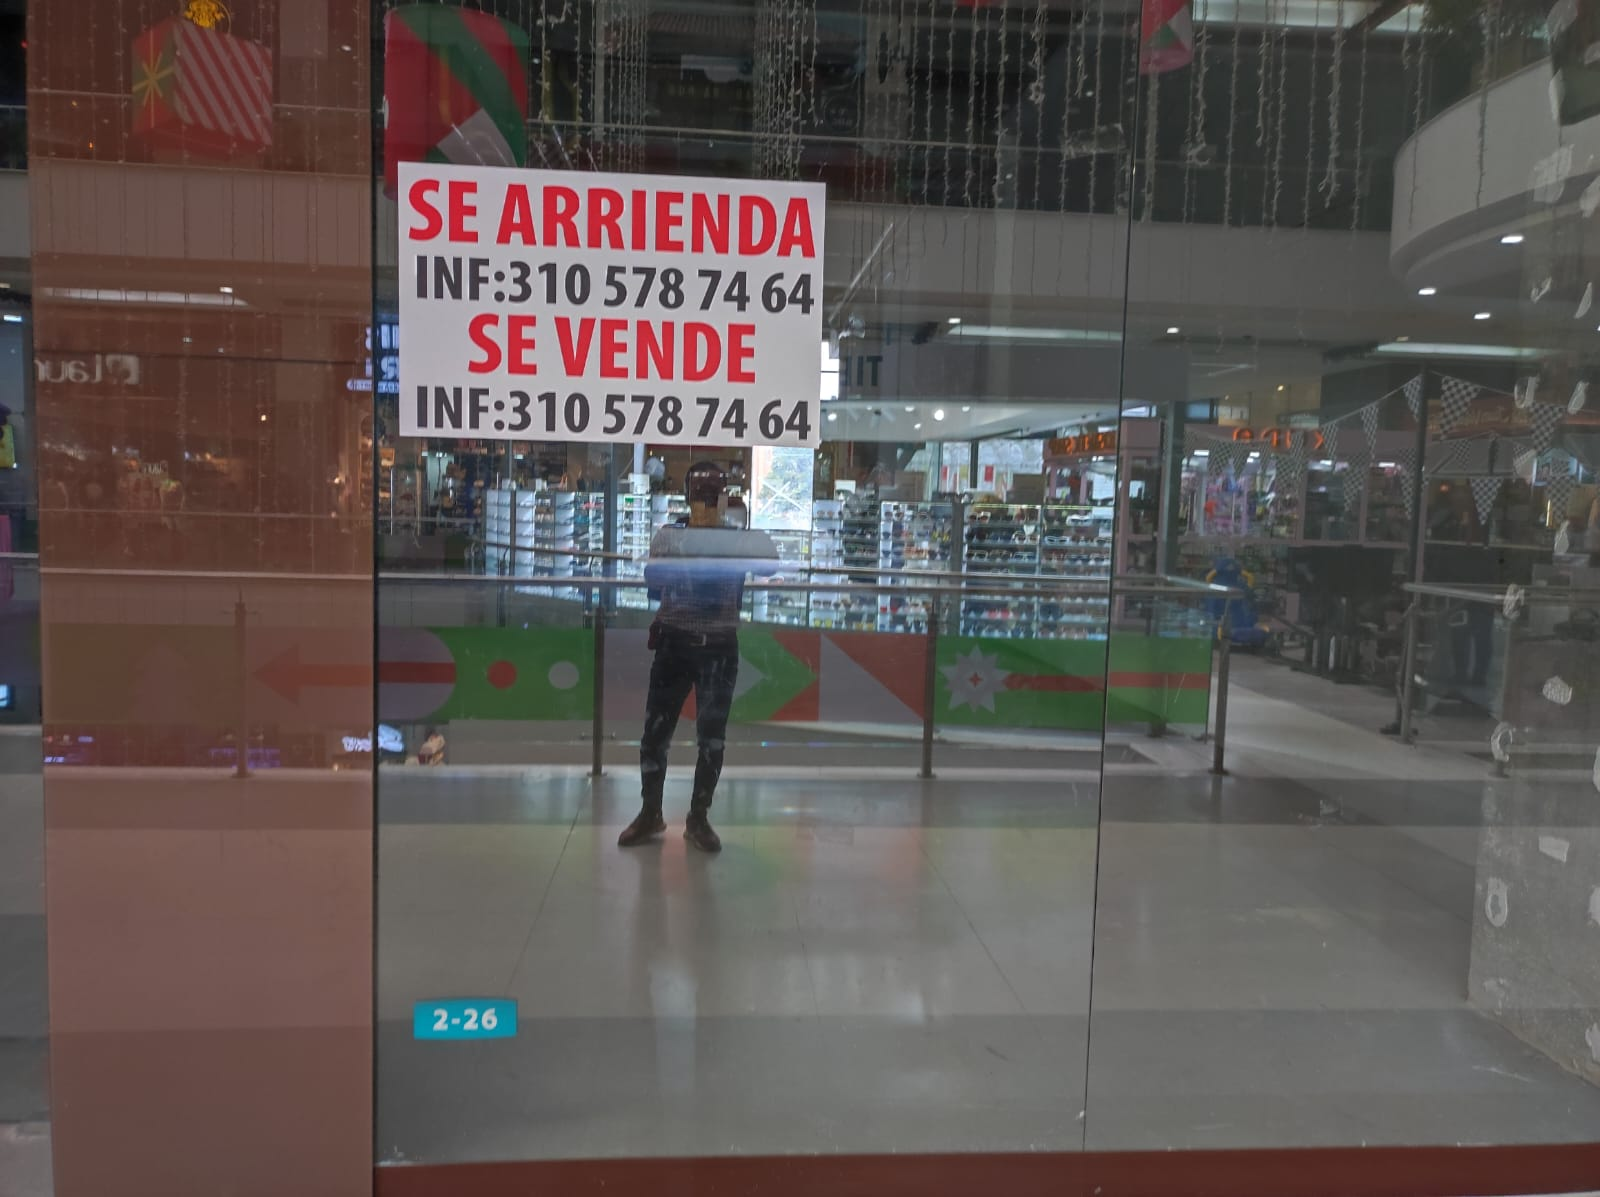 SE ARRIENDA
INF:310 578 74 64
SE VENDE
INF:310 578 74 64
2-26